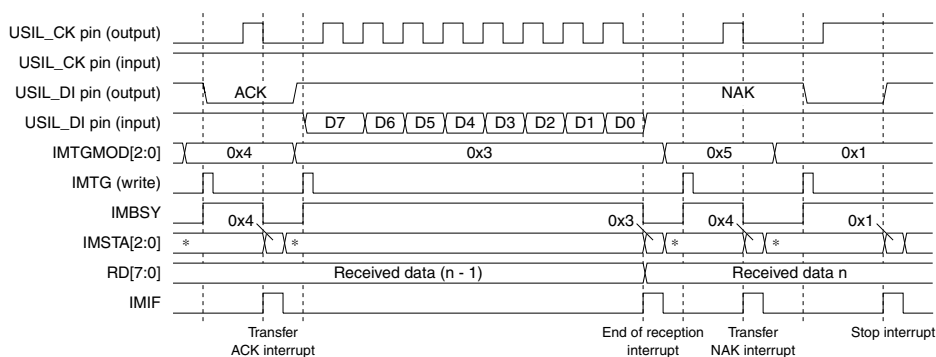 USIL_CK pin (output)
USIL_CK pin (input)
USIL_DI pin (output) ACK NAK
USIL_DI pin (input) D7 D6 D5 D4 D3 D2 D1 D0
IMTGMOD[2:0] 0x4 0x3 0x5 0x1
IMTG (write)
IMBSY
0x4 0x3 0x4 0x1
IMSTA[2:0] * * * *
RD[7:0] Received data (n - 1) Received data n
IMIF
Transfer End of reception Transfer Stop interrupt
ACK interrupt interrupt NAK interrupt